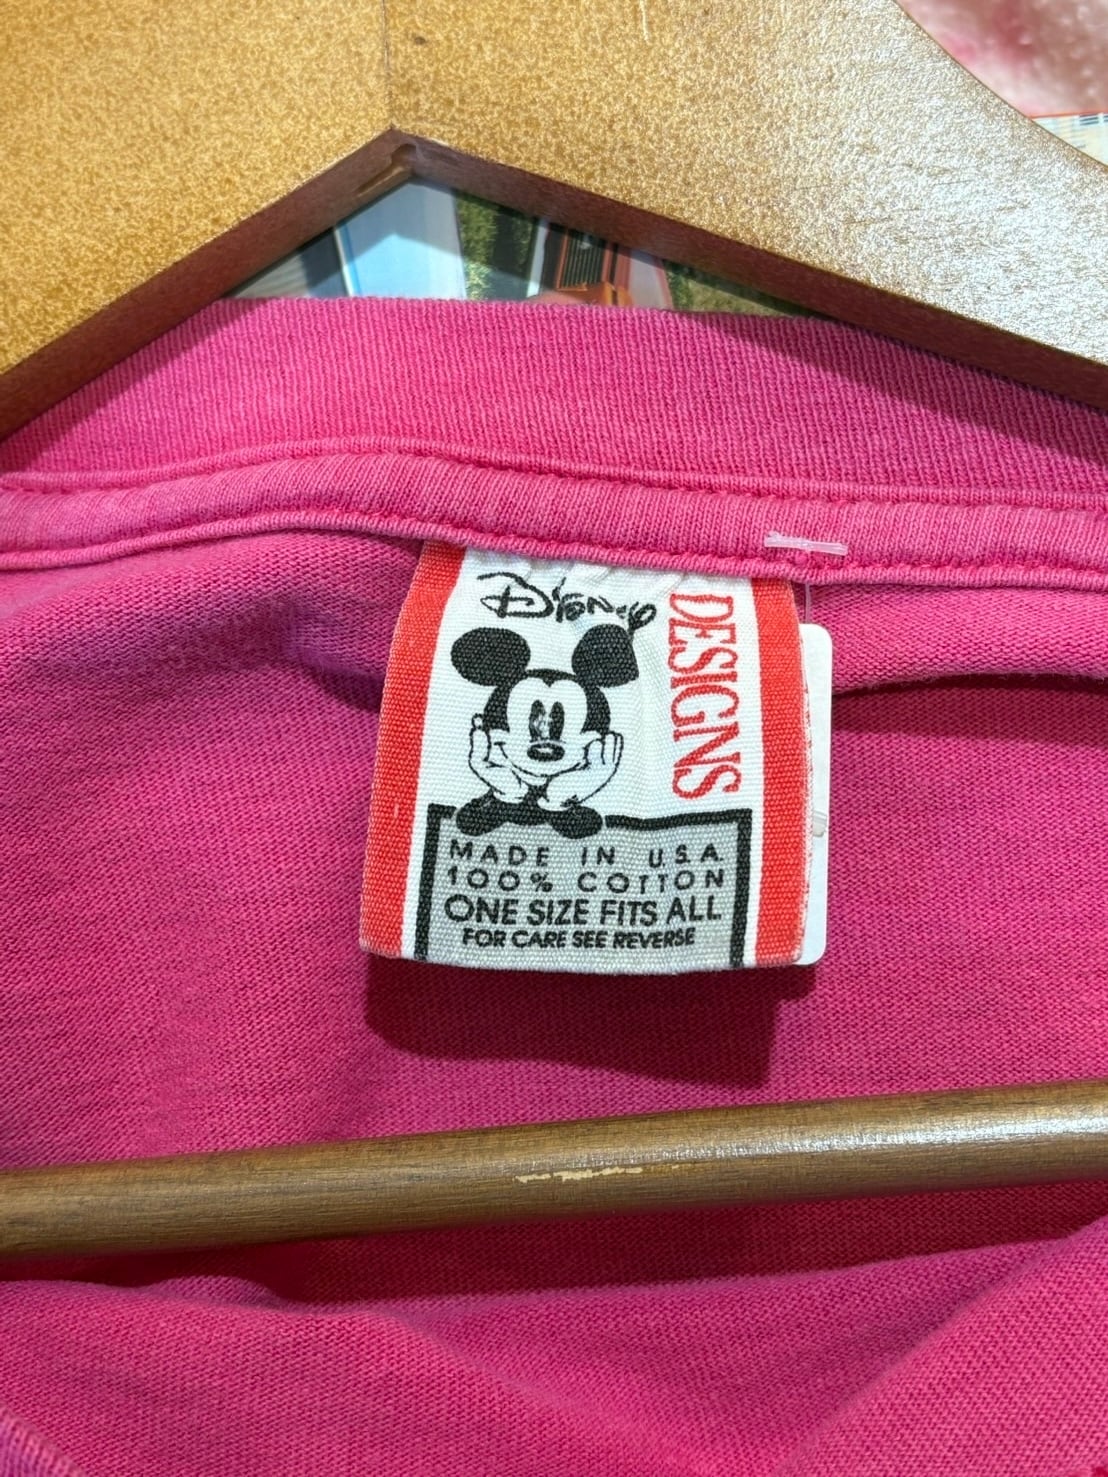 Disney
DESIGNS
MADE IN U.S.A.
100% COTTON
ONE SIZE FITS ALL
FOR CARE SEE REVERSE